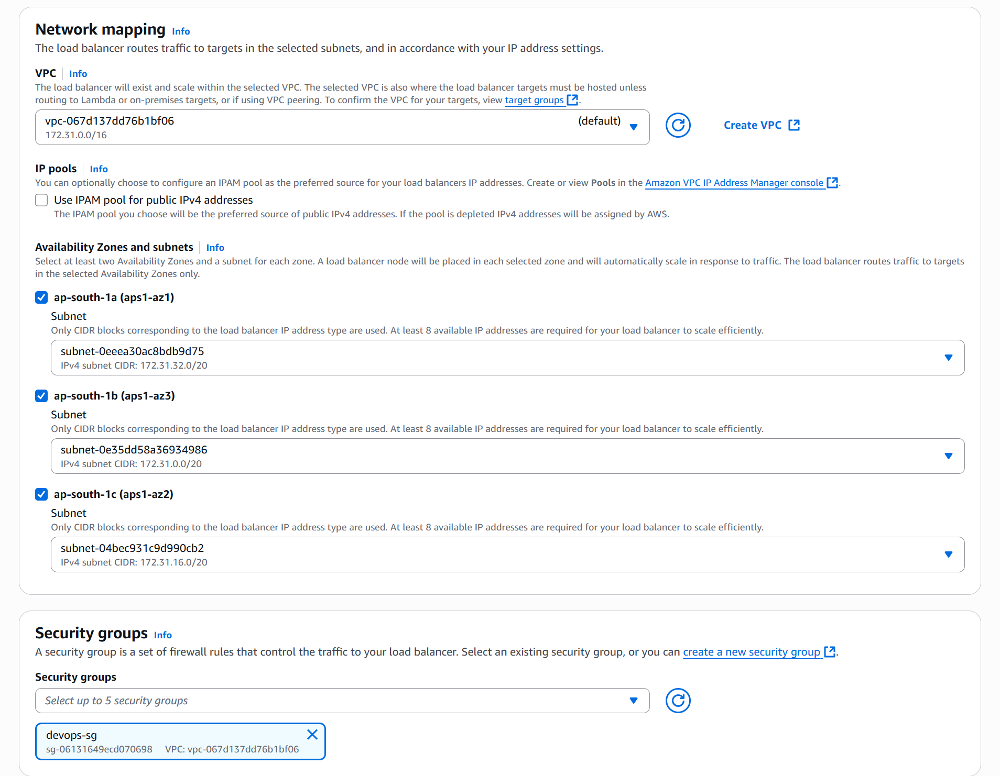 Network mapping Info
The load balancer routes traffic to targets in the selected subnets, and in accordance with your IP address settings.
VPC Info
The load balancer will exist and scale within the selected VPC. The selected VPC is also where the load balancer targets must be hosted unless
routing to Lambda or on-premises targets, or if using VPC peering. To confirm the VPC for your targets, view target groups.
vpc-067d137dd76b1bf06 (default)
172.31.0.0/16
Create VPC
IP pools Info
You can optionally choose to configure an IPAM pool as the preferred source for your load balancers IP addresses. Create or view Pools in the Amazon VPC IP Address Manager console.
Use IPAM pool for public IPv4 addresses
The IPAM pool you choose will be the preferred source of public IPv4 addresses. If the pool is depleted IPv4 addresses will be assigned by AWS.
Availability Zones and subnets Info
Select at least two Availability Zones and a subnet for each zone. A load balancer node will be placed in each selected zone and will automatically scale in response to traffic. The load balancer routes traffic to targets
in the selected Availability Zones only.
ap-south-1a (aps1-az1)
Subnet
Only CIDR blocks corresponding to the load balancer IP address type are used. At least 8 available IP addresses are required for your load balancer to scale efficiently.
subnet-0eeea30ac8bdb9d75
IPv4 subnet CIDR: 172.31.32.0/20
ap-south-1b (aps1-az3)
Subnet
Only CIDR blocks corresponding to the load balancer IP address type are used. At least 8 available IP addresses are required for your load balancer to scale efficiently.
subnet-0e35dd58a36934986
IPv4 subnet CIDR: 172.31.0.0/20
ap-south-1c (aps1-az2)
Subnet
Only CIDR blocks corresponding to the load balancer IP address type are used. At least 8 available IP addresses are required for your load balancer to scale efficiently.
subnet-04bec931c9d990cb2
IPv4 subnet CIDR: 172.31.16.0/20
Security groups Info
A security group is a set of firewall rules that control the traffic to your load balancer. Select an existing security group, or you can create a new security group.
Security groups
Select up to 5 security groups
devops-sg
sg-06131649ecd070698 VPC: vpc-067d137dd76b1bf06